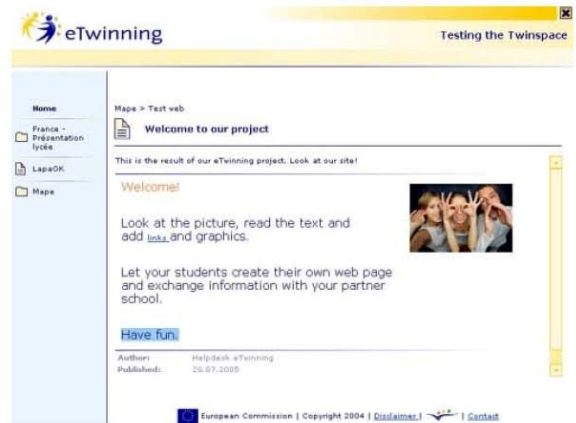 eTwinning
Testing the Twinspace
Home
France -
Présentation
lycée
LapaOK
Mape
Mape > Test web
Welcome to our project
This is the result of our eTwinning project. Look at our site!
Welcome!
Look at the picture, read the text and
add links and graphics.
Let your students create their own web page
and exchange information with your partner
school.
Have fun.
Author: Helpdesk eTwinning
Published: 26.07.2005
European Commission | Copyright 2004 | Disclaimer | | Contact